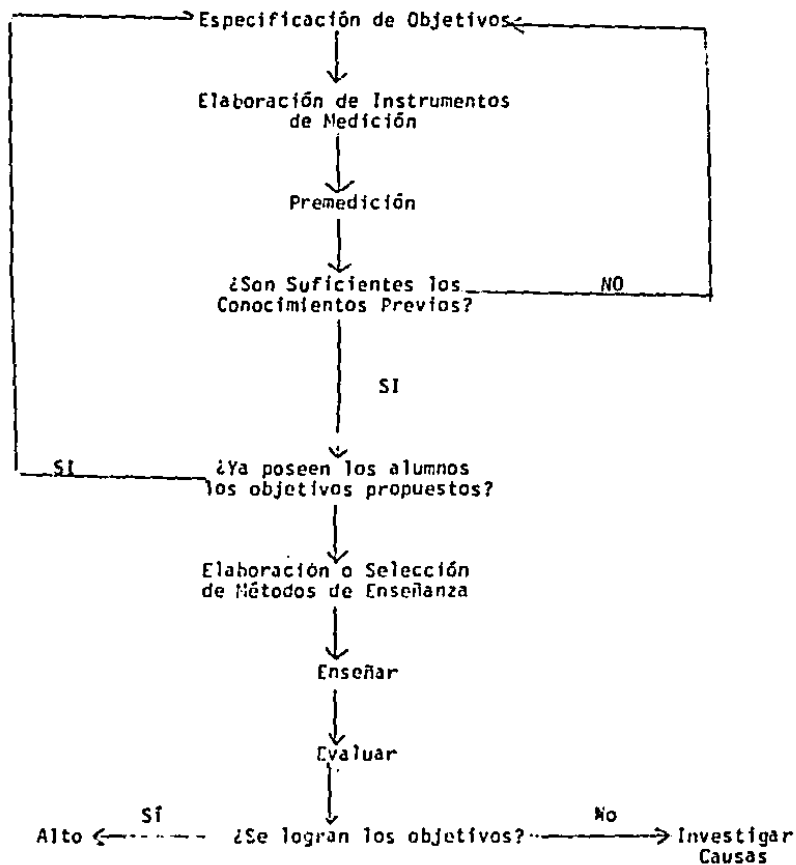 Especificación de Objetivos
Elaboración de Instrumentos
de Medición
Premedición
¿Son Suficientes los
Conocimientos Previos?
NO
SI
SI
¿Ya poseen los alumnos
los objetivos propuestos?
Elaboración o Selección
de Métodos de Enseñanza
Enseñar
Evaluar
Alto
SÍ
¿Se logran los objetivos?
No
Investigar
Causas